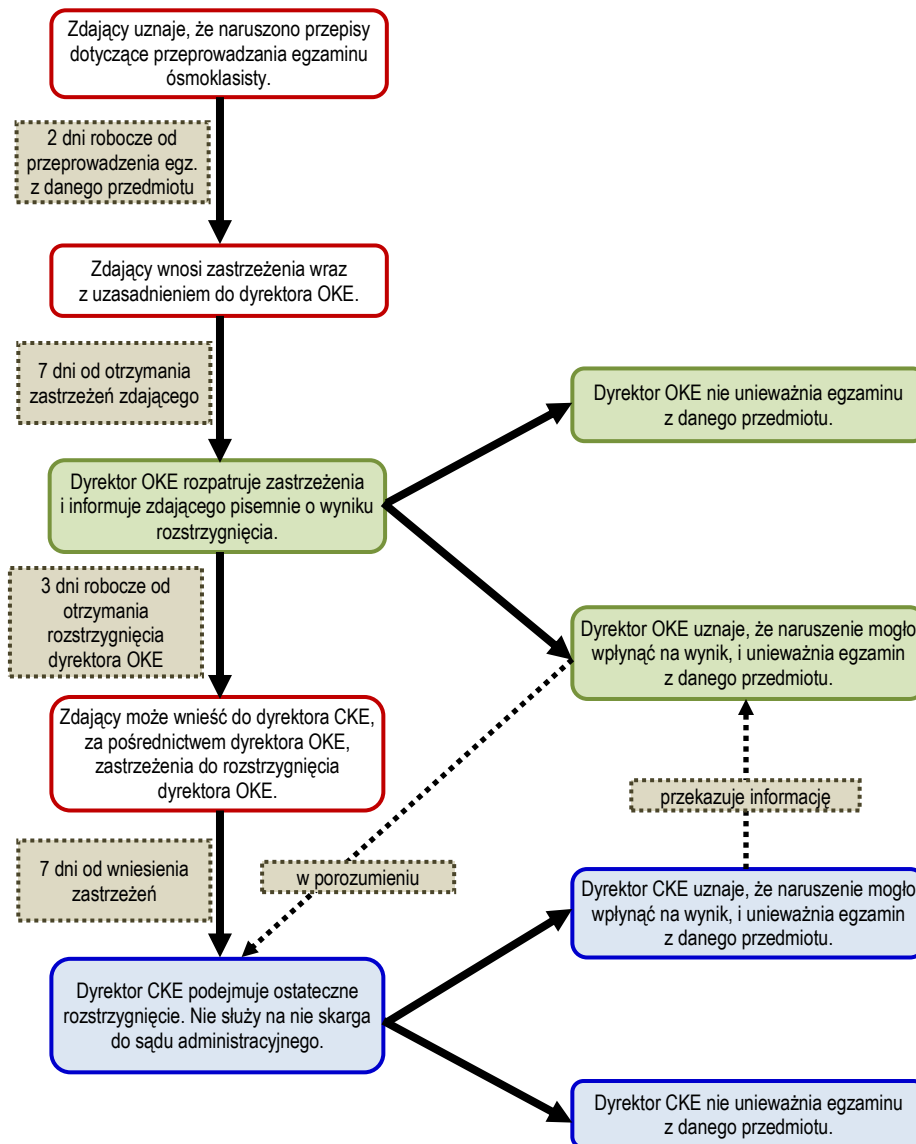 Zdający uznaje, że naruszono przepisy
dotyczące przeprowadzania egzaminu
ósmoklasisty.
2 dni robocze od
przeprowadzenia egz.
z danego przedmiotu
Zdający wnosi zastrzeżenia wraz
z uzasadnieniem do dyrektora OKE.
7 dni od otrzymania
zastrzeżeń zdającego
Dyrektor OKE nie unieważnia egzaminu
z danego przedmiotu.
Dyrektor OKE rozpatruje zastrzeżenia
i informuje zdającego pisemnie o wyniku
rozstrzygnięcia.
3 dni robocze od
otrzymania
rozstrzygnięcia
dyrektora OKE
Dyrektor OKE uznaje, że naruszenie mogło
wpłynąć na wynik, i unieważnia egzamin
z danego przedmiotu.
Zdający może wnieść do dyrektora CKE,
za pośrednictwem dyrektora OKE,
zastrzeżenia do rozstrzygnięcia
dyrektora OKE.
przekazuje informację
7 dni od wniesienia
zastrzeżeń
w porozumieniu
Dyrektor CKE uznaje, że naruszenie mogło
wpłynąć na wynik, i unieważnia egzamin
z danego przedmiotu.
Dyrektor CKE podejmuje ostateczne
rozstrzygnięcie. Nie służy na nie skarga
do sądu administracyjnego.
Dyrektor CKE nie unieważnia egzaminu
z danego przedmiotu.